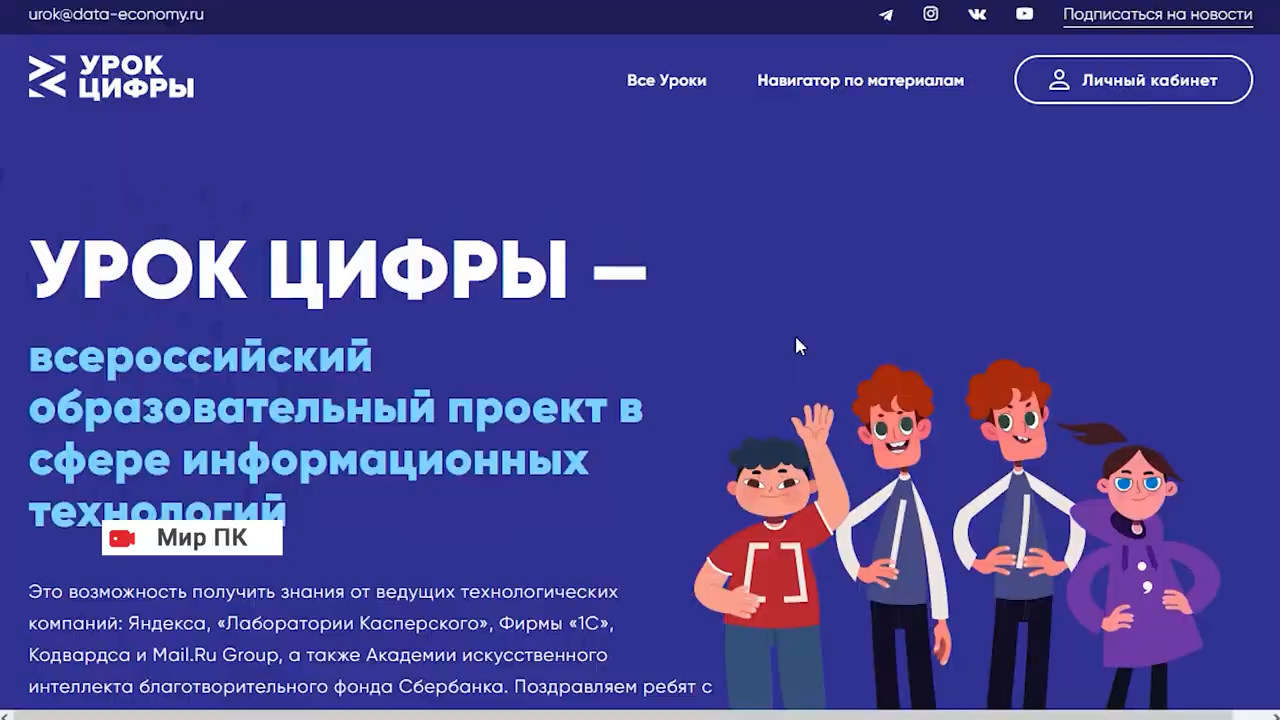 urok@data-economy.ru
Подписаться на новости
УРОК
ЦИФРЫ
Все Уроки
Навигатор по материалам
Личный кабинет
УРОК ЦИФРЫ —
всероссийский
образовательный проект в
сфере информационных
технологий
Мир ПК
Это возможность получить знания от ведущих технологических
компаний: Яндекса, «Лаборатории Касперского», Фирмы «1С»,
Кодвардса и Mail.Ru Group, а также Академии искусственного
интеллекта благотворительного фонда Сбербанка. Поздравляем ребят с